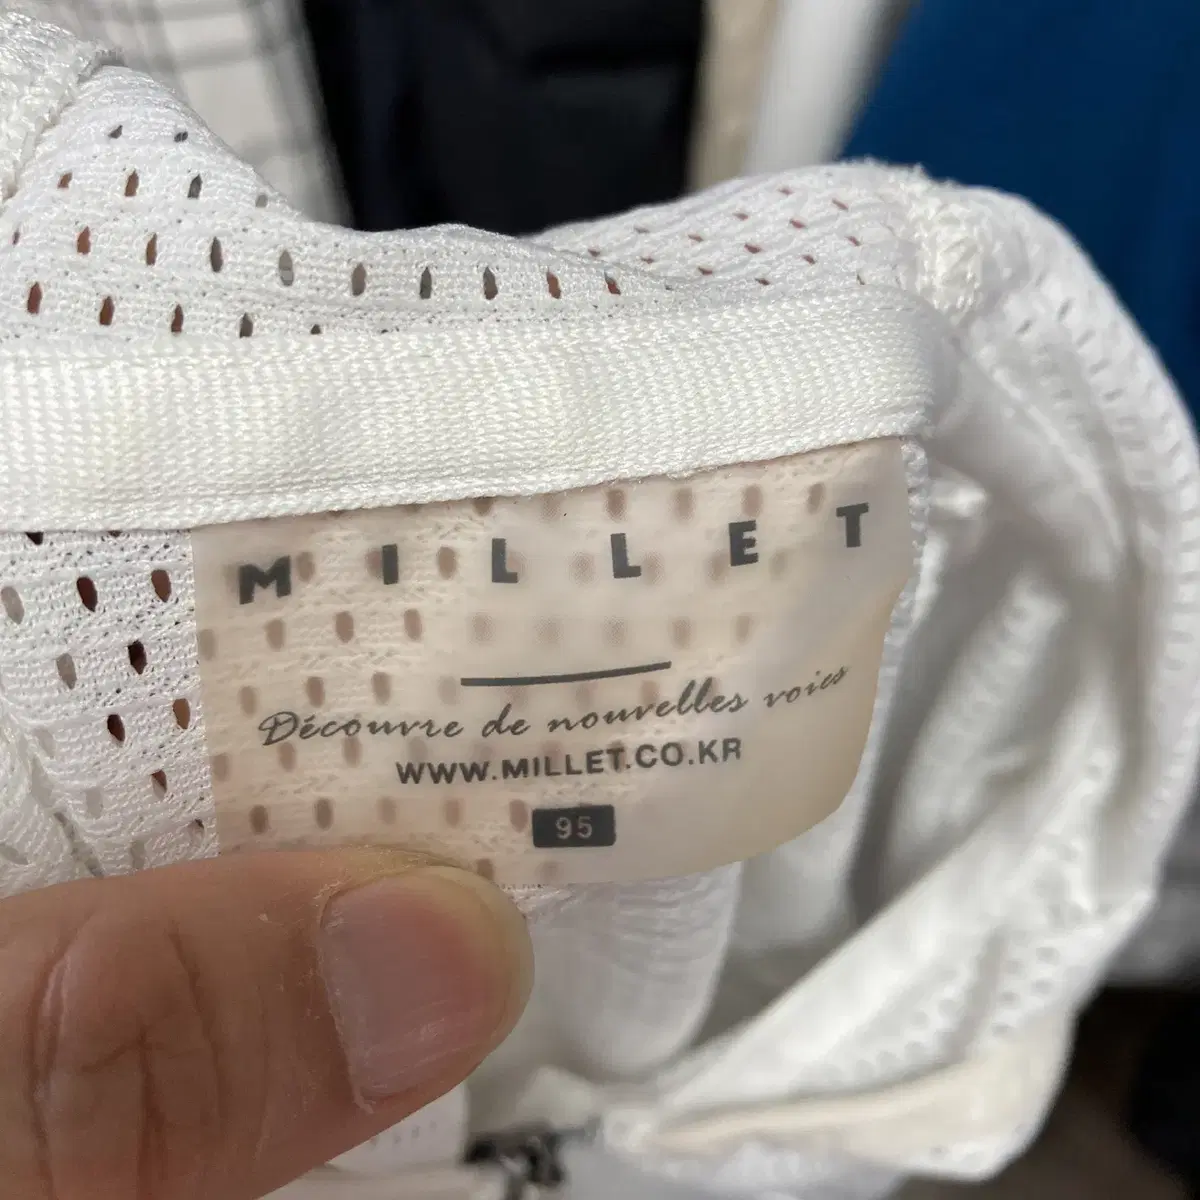 MILLET
Découvre de nouvelles voies
WWW.MILLET.CO.KR
95